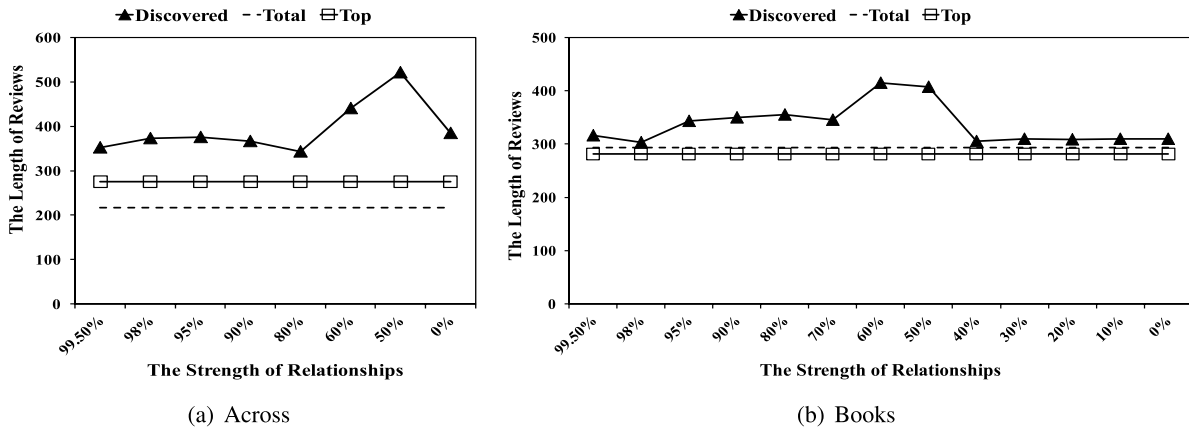 Discovered Total Top
600
500
400
300
200
100
0
The Length of Reviews
99.50% 98% 95% 90% 80% 60% 50% 0%
The Strength of Relationships
(a) Across
Discovered Total Top
500
400
300
200
100
0
The Length of Reviews
99.50% 98% 95% 90% 80% 70% 60% 50% 40% 30% 20% 10% 0%
The Strength of Relationships
(b) Books